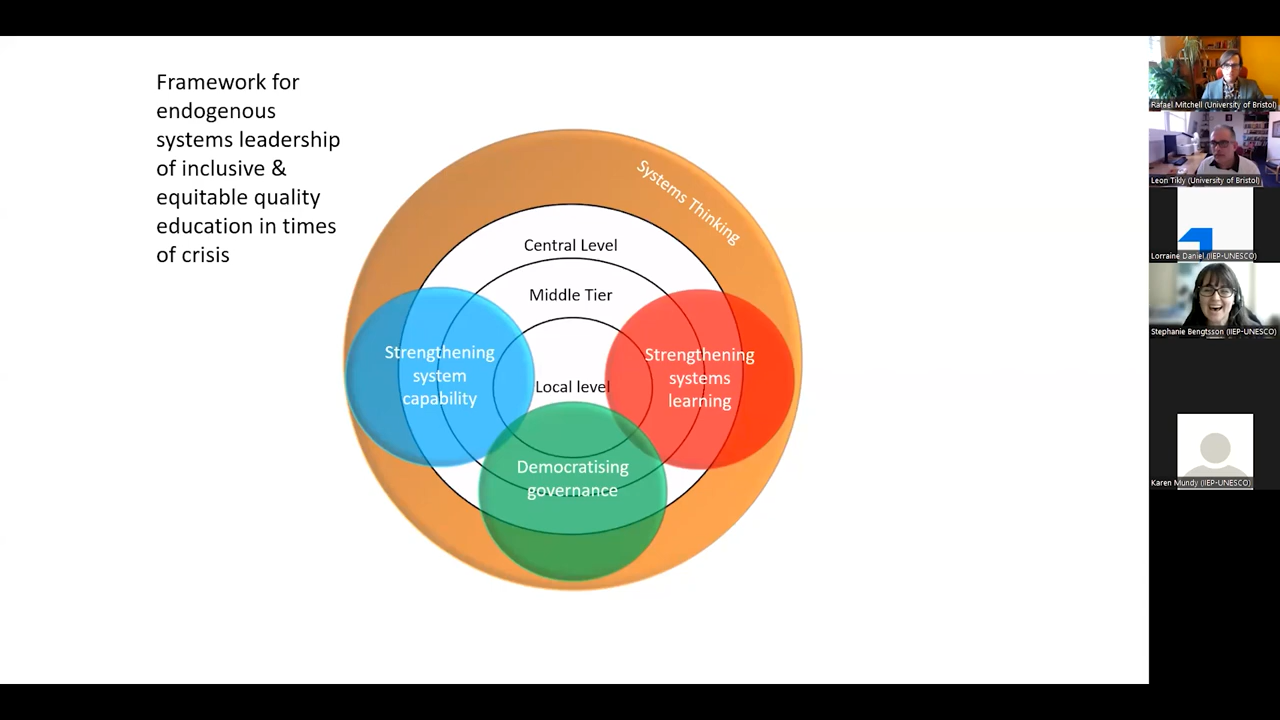 Framework for
endogenous
systems leadership
of inclusive &
equitable quality
education in times
of crisis
Systems Thinking
Central Level
Middle Tier
Local level
Strengthening
system
capability
Strengthening
systems
learning
Democratising
governance
Rafael Mitchell (University of Bristol)
Leon Tikly (University of Bristol)
Lorraine Daniel (IIEP-UNESCO)
Stephanie Bengtsson (IIEP-UNESCO)
Karen Mundy (IIEP-UNESCO)